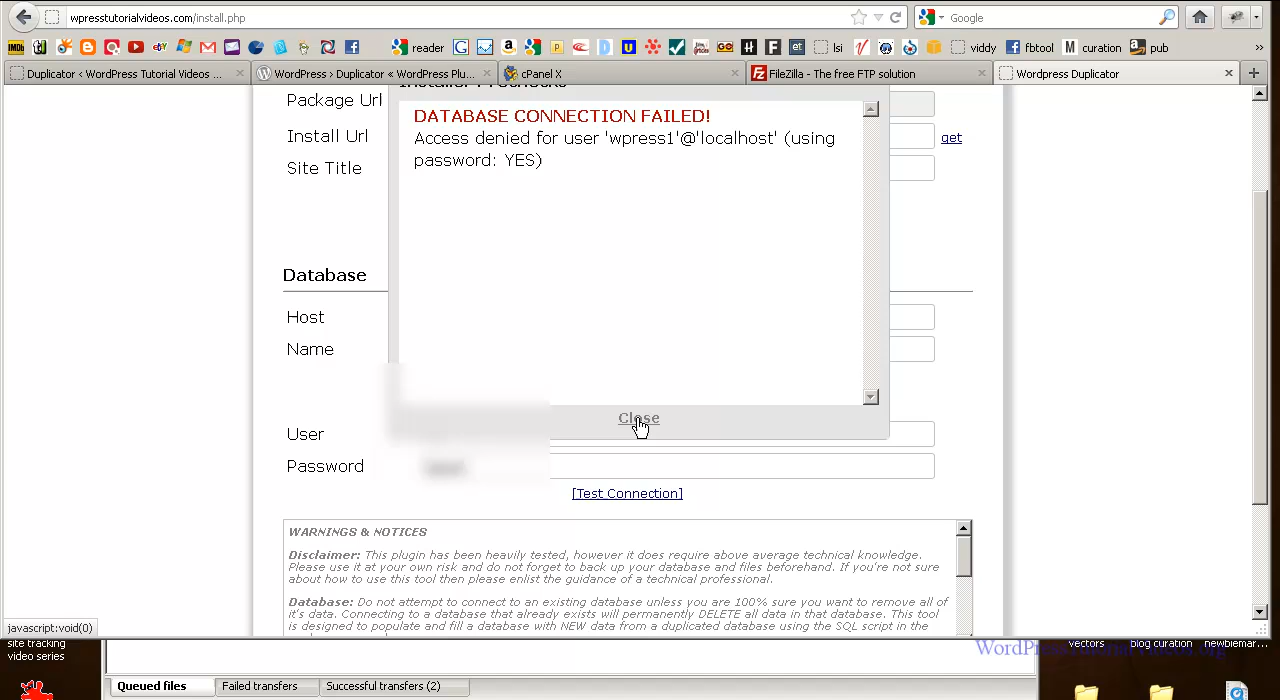 wpresstutorialvideos.com/install.php
Google
reader
lsi
viddy
fbtool
curation
pub
Duplicator ‹ WordPress Tutorial Videos ...
WordPress › Duplicator « WordPress Plu...
cPanel X
FileZilla - The free FTP solution
Wordpress Duplicator
Package Url
DATABASE CONNECTION FAILED!
Access denied for user 'wpress1'@'localhost' (using
password: YES)
Install Url
get
Site Title
Database
Host
Name
Close
User
Password
[Test Connection]
WARNINGS & NOTICES
Disclaimer: This plugin has been heavily tested, however it does require above average technical knowledge.
Please use it at your own risk and do not forget to back up your database and files beforehand. If you're not sure
about how to use this tool then please enlist the guidance of a technical professional.
Database: Do not attempt to connect to an existing database unless you are 100% sure you want to remove all of
it's data. Connecting to a database that already exists will permanently DELETE all data in that database. This tool
is designed to populate and fill a database with NEW data from a duplicated database using the SQL script in the
javascript:void(0)
site tracking
video series
vectors
blog curation
newbiemar...
Queued files
Failed transfers
Successful transfers (2)